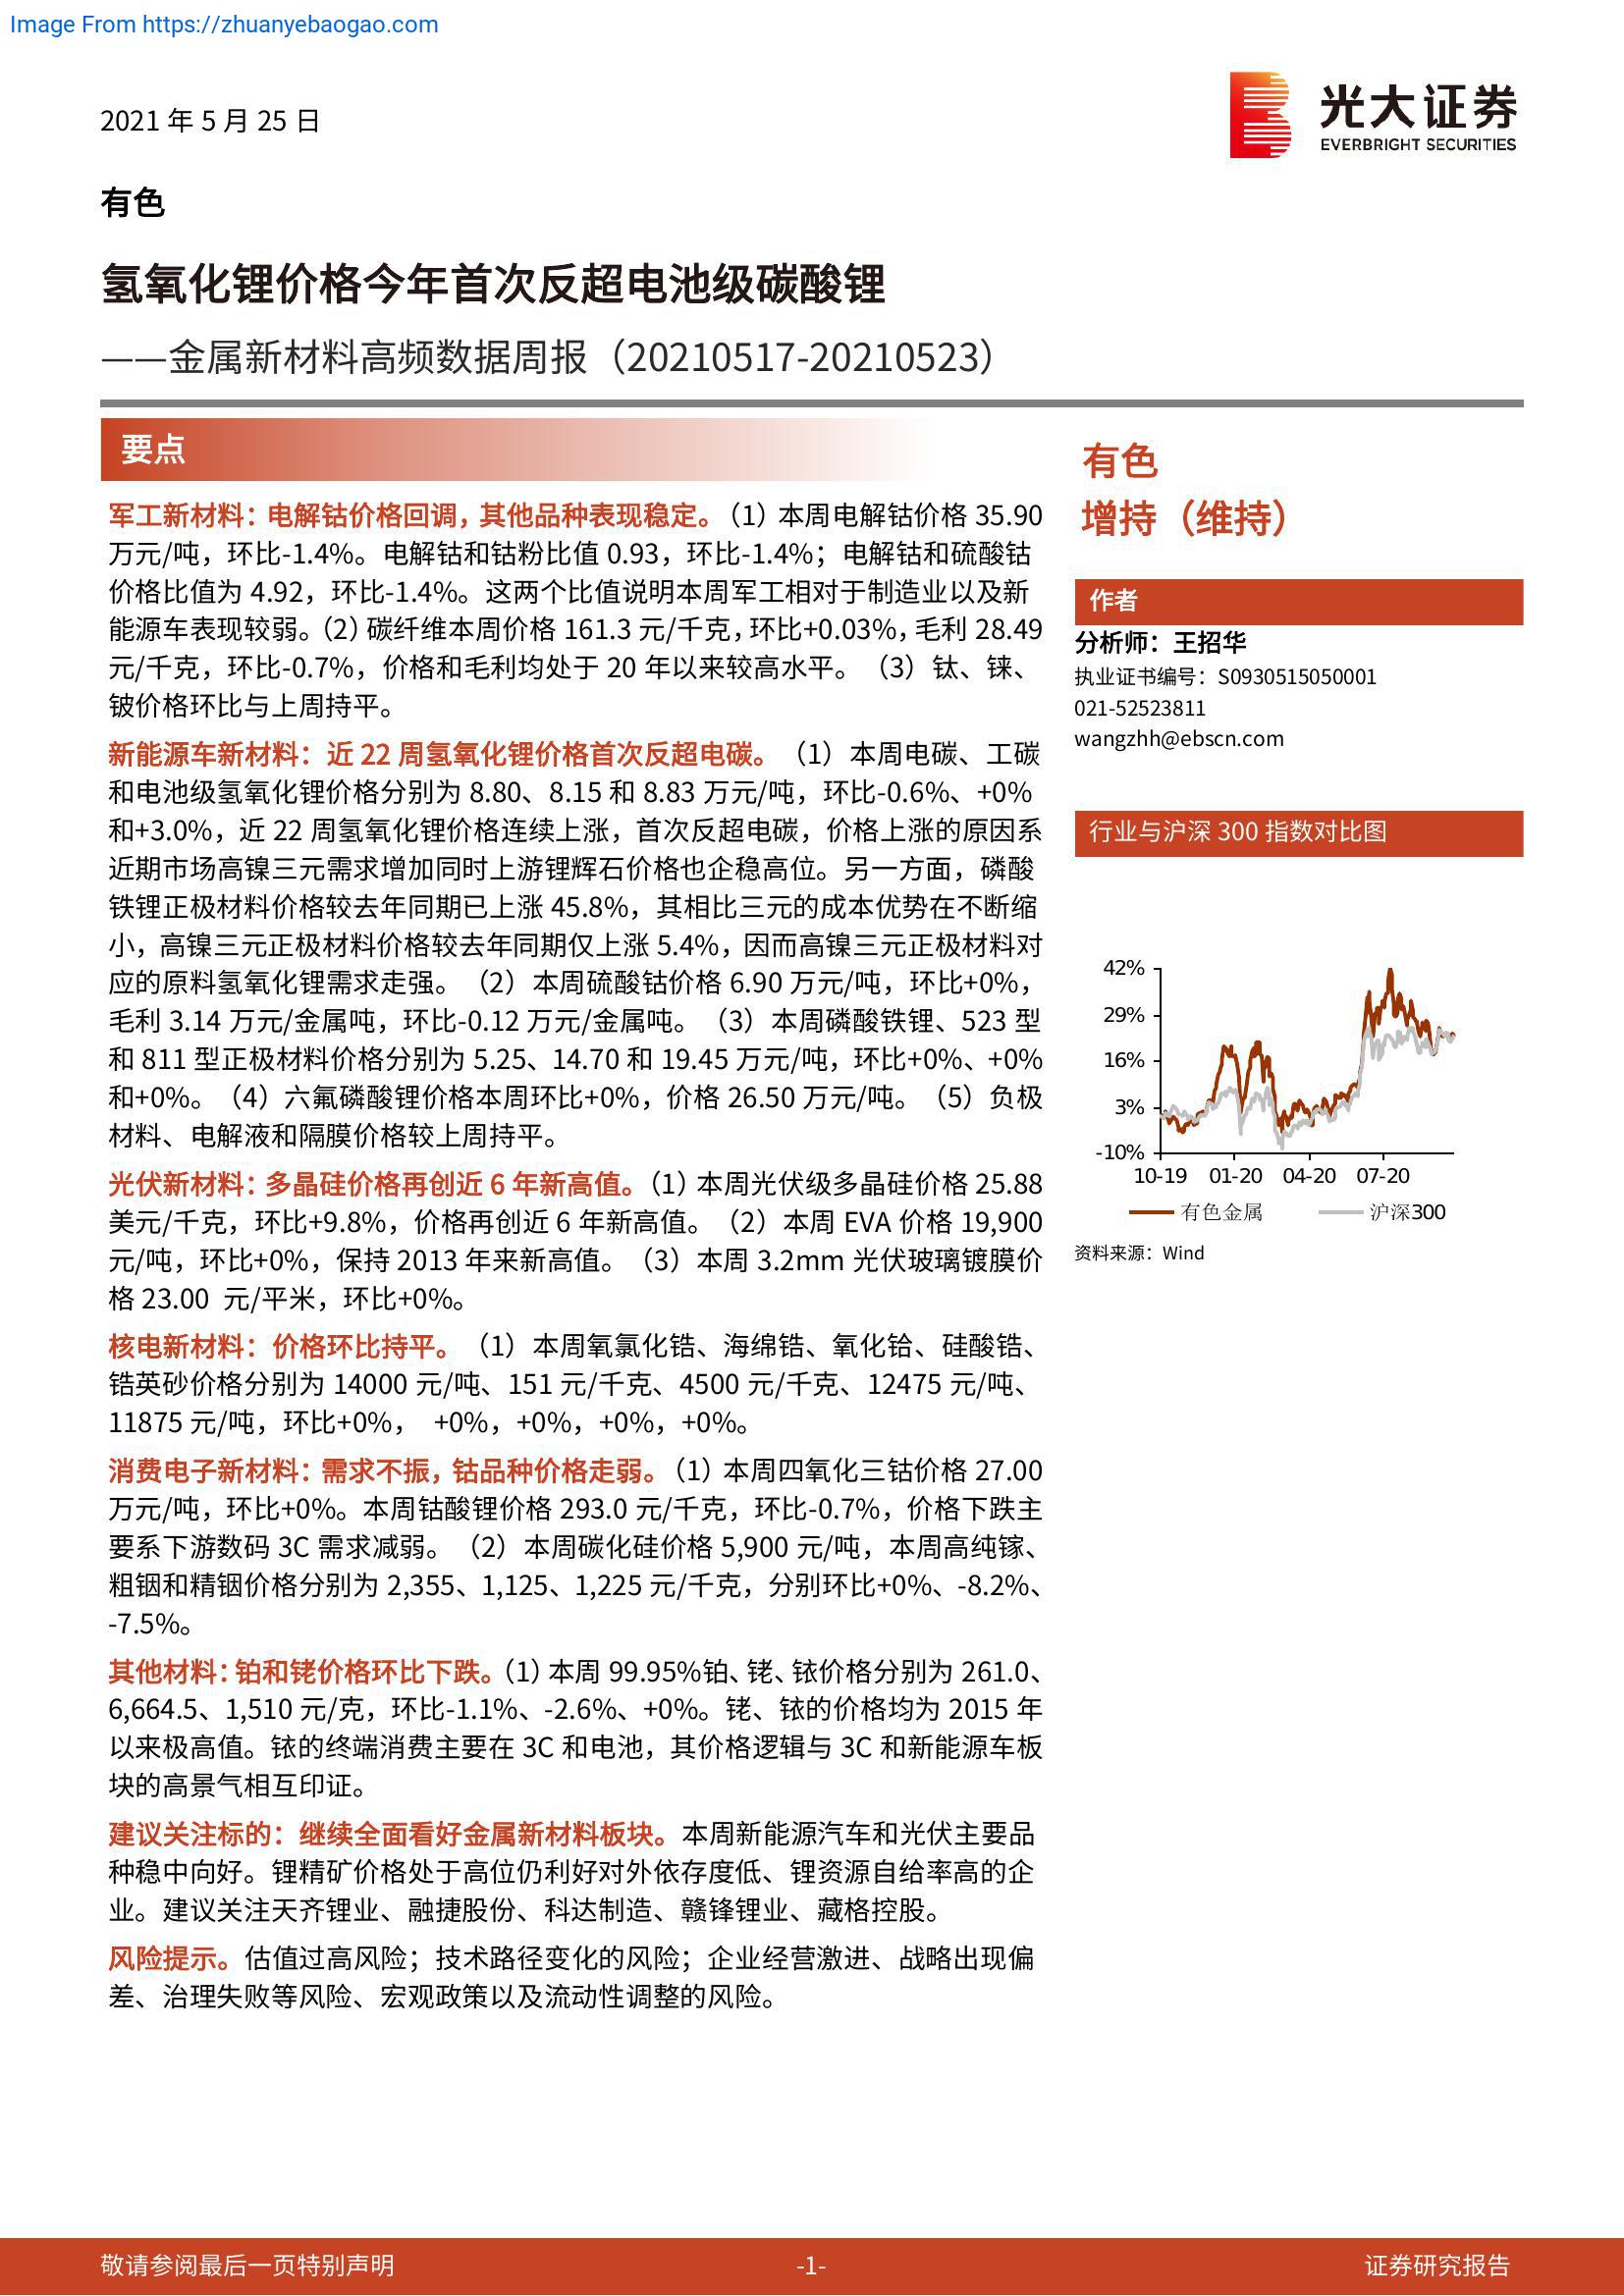 Image From https://zhuanyebaogao.com
2021 年 5 月 25 日
光大证券
EVERBRIGHT SECURITIES
有色
氢氧化锂价格今年首次反超电池级碳酸锂
——金属新材料高频数据周报（20210517-20210523）
要点
军工新材料：电解钴价格回调，其他品种表现稳定。（1）本周电解钴价格 35.90
万元/吨，环比-1.4%。电解钴和钴粉比值 0.93，环比-1.4%；电解钴和硫酸钴
价格比值为 4.92，环比-1.4%。这两个比值说明本周军工相对于制造业以及新
能源车表现较弱。（2）碳纤维本周价格 161.3 元/千克，环比+0.03%，毛利 28.49
元/千克，环比-0.7%，价格和毛利均处于 20 年以来较高水平。（3）钛、铼、
铍价格环比与上周持平。
新能源车新材料：近 22 周氢氧化锂价格首次反超电碳。（1）本周电碳、工碳
和电池级氢氧化锂价格分别为 8.80、8.15 和 8.83 万元/吨，环比-0.6%、+0%
和+3.0%，近 22 周氢氧化锂价格连续上涨，首次反超电碳，价格上涨的原因系
近期市场高镍三元需求增加同时上游锂辉石价格也企稳高位。另一方面，磷酸
铁锂正极材料价格较去年同期已上涨 45.8%，其相比三元的成本优势在不断缩
小，高镍三元正极材料价格较去年同期仅上涨 5.4%，因而高镍三元正极材料对
应的原料氢氧化锂需求走强。（2）本周硫酸钴价格 6.90 万元/吨，环比+0%，
毛利 3.14 万元/金属吨，环比-0.12 万元/金属吨。（3）本周磷酸铁锂、523 型
和 811 型正极材料价格分别为 5.25、14.70 和 19.45 万元/吨，环比+0%、+0%
和+0%。（4）六氟磷酸锂价格本周环比+0%，价格 26.50 万元/吨。（5）负极
材料、电解液和隔膜价格较上周持平。
光伏新材料：多晶硅价格再创近 6 年新高值。（1）本周光伏级多晶硅价格 25.88
美元/千克，环比+9.8%，价格再创近 6 年新高值。（2）本周 EVA 价格 19,900
元/吨，环比+0%，保持 2013 年来新高值。（3）本周 3.2mm 光伏玻璃镀膜价
格 23.00 元/平米，环比+0%。
核电新材料：价格环比持平。（1）本周氧氯化锆、海绵锆、氧化铪、硅酸锆、
锆英砂价格分别为 14000 元/吨、151 元/千克、4500 元/千克、12475 元/吨、
11875 元/吨，环比+0%， +0%，+0%，+0%，+0%。
消费电子新材料：需求不振，钴品种价格走弱。（1）本周四氧化三钴价格 27.00
万元/吨，环比+0%。本周钴酸锂价格 293.0 元/千克，环比-0.7%，价格下跌主
要系下游数码 3C 需求减弱。（2）本周碳化硅价格 5,900 元/吨，本周高纯镓、
粗铟和精铟价格分别为 2,355、1,125、1,225 元/千克，分别环比+0%、-8.2%、
-7.5%。
其他材料：铂和铑价格环比下跌。（1）本周 99.95%铂、铑、铱价格分别为 261.0、
6,664.5、1,510 元/克，环比-1.1%、-2.6%、+0%。铑、铱的价格均为 2015 年
以来极高值。铱的终端消费主要在 3C 和电池，其价格逻辑与 3C 和新能源车板
块的高景气相互印证。
建议关注标的：继续全面看好金属新材料板块。本周新能源汽车和光伏主要品
种稳中向好。锂精矿价格处于高位仍利好对外依存度低、锂资源自给率高的企
业。建议关注天齐锂业、融捷股份、科达制造、赣锋锂业、藏格控股。
风险提示。估值过高风险；技术路径变化的风险；企业经营激进、战略出现偏
差、治理失败等风险、宏观政策以及流动性调整的风险。
有色
增持（维持）
作者
分析师：王招华
执业证书编号：S0930515050001
021-52523811
wangzhh@ebscn.com
行业与沪深 300 指数对比图
42%
29%
16%
3%
-10%
10-19 01-20 04-20 07-20
有色金属 沪深300
资料来源：Wind
敬请参阅最后一页特别声明 -1- 证券研究报告